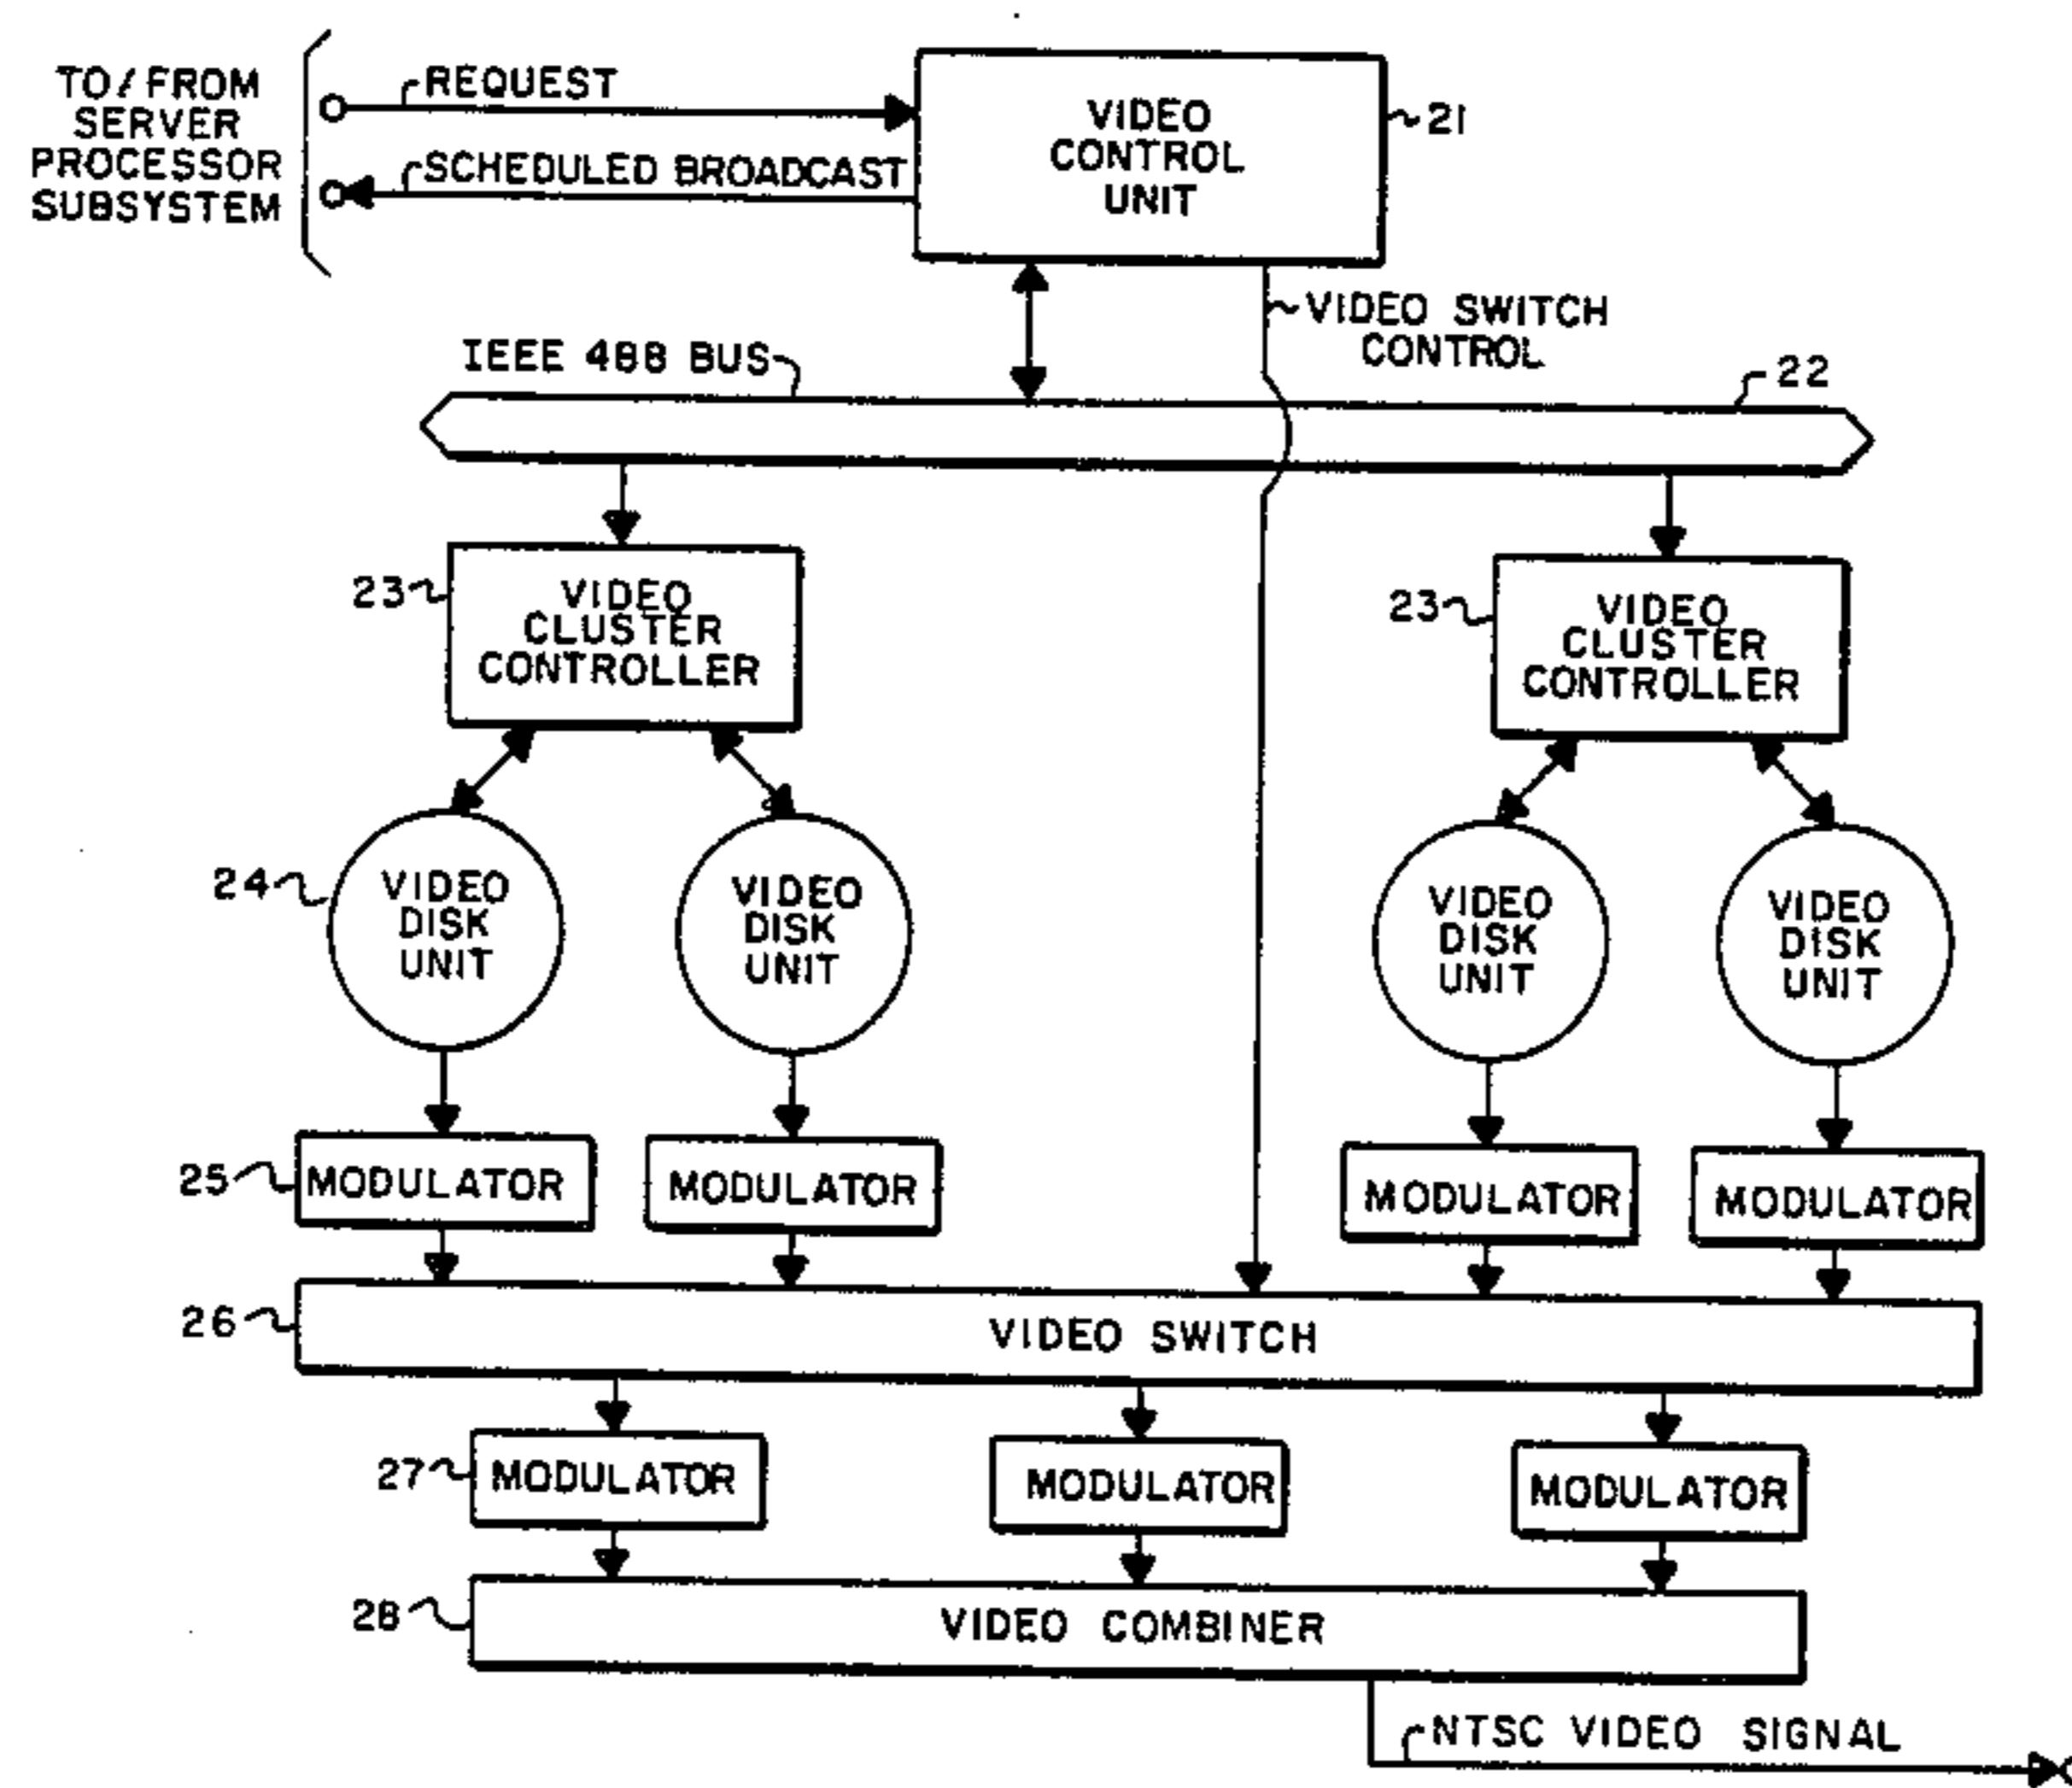 TO/FROM
SERVER
PROCESSOR
SUBSYSTEM
REQUEST
SCHEDULED BROADCAST
VIDEO
CONTROL
UNIT
21
VIDEO SWITCH
CONTROL
IEEE 488 BUS
22
23
VIDEO
CLUSTER
CONTROLLER
23
VIDEO
CLUSTER
CONTROLLER
24
VIDEO
DISK
UNIT
VIDEO
DISK
UNIT
VIDEO
DISK
UNIT
VIDEO
DISK
UNIT
25
MODULATOR
MODULATOR
MODULATOR
MODULATOR
26
VIDEO SWITCH
27
MODULATOR
MODULATOR
MODULATOR
28
VIDEO COMBINER
NTSC VIDEO SIGNAL